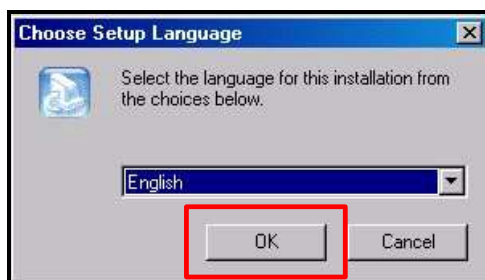 Choose Setup Language
Select the language for this installation from
the choices below.
English
OK
Cancel